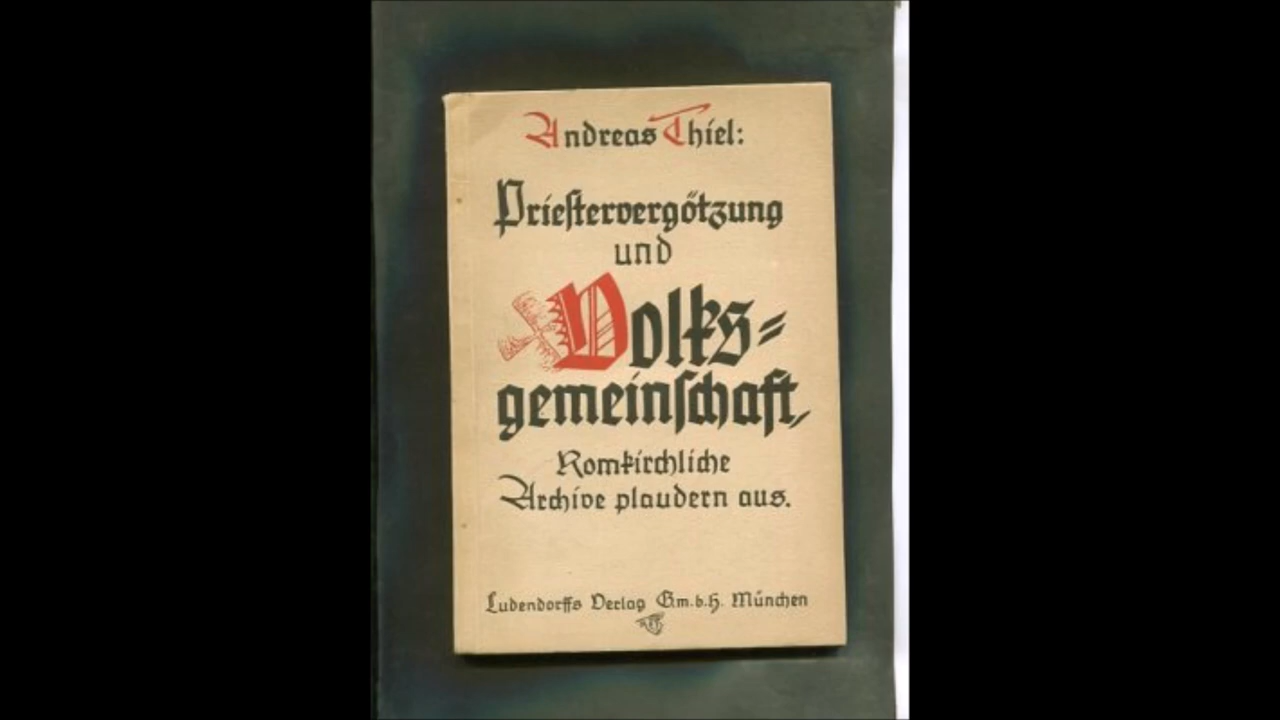 Andreas Thiel:
Priestervergötzung
und
Volks=
gemeinschaft,
Romkirchliche
Archive plaudern aus.
Ludendorffs Verlag G.m.b.H. München